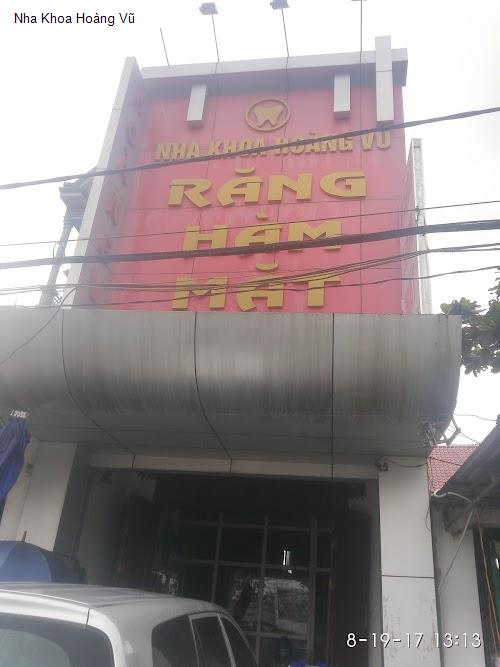 Nha Khoa Hoàng Vũ
NHA KHOA HOÀNG VŨ
RĂNG
HÀM
MẶT
8-19-17 13:13